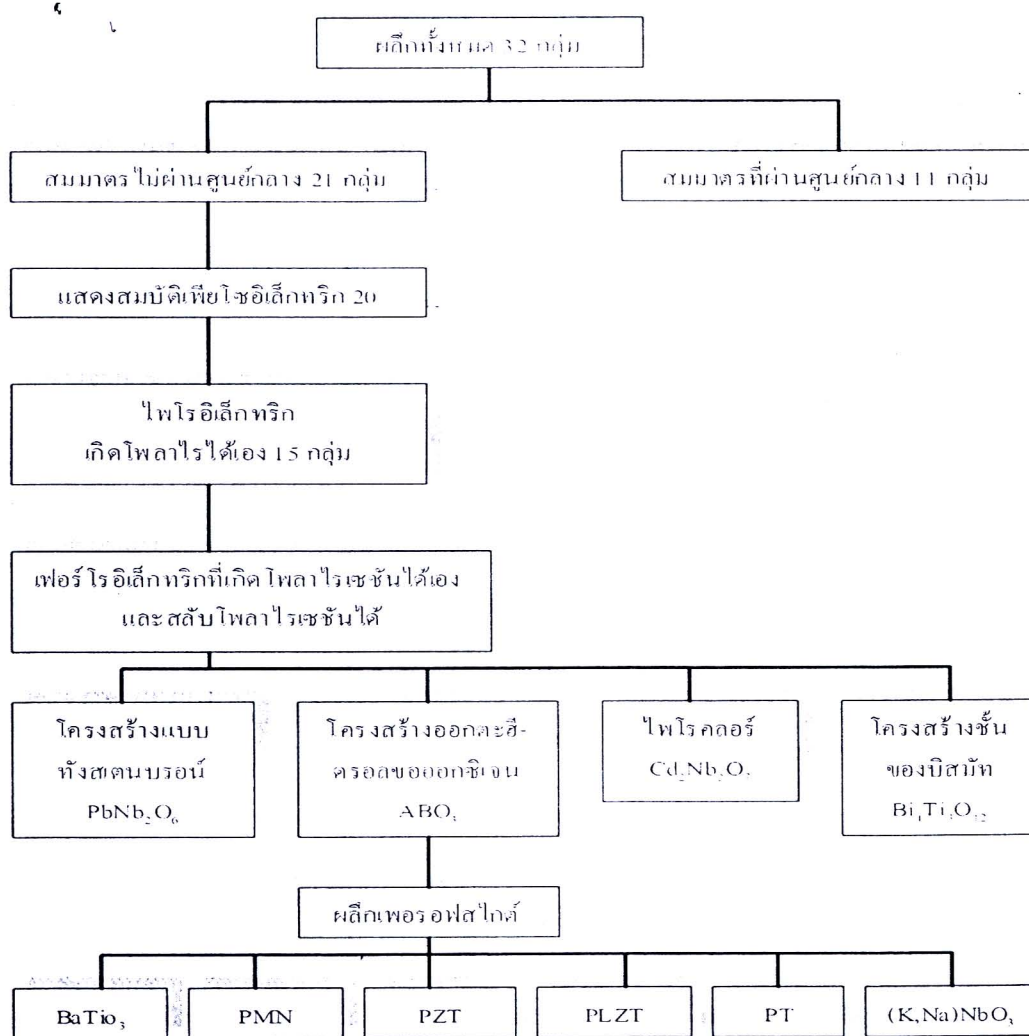 ผลึกทั้งหมด 32 กลุ่ม
สมมาตรไม่ผ่านศูนย์กลาง 21 กลุ่ม
สมมาตรที่ผ่านศูนย์กลาง 11 กลุ่ม
แสดงสมบัติเพียโซอิเล็กทริก 20
ไพโรอิเล็กทริก
เกิดโพลาไรได้เอง 15 กลุ่ม
เฟอร์โรอิเล็กทริกที่เกิดโพลาไรเซชันได้เอง
และสลับโพลาไรเซชันได้
โครงสร้างแบบ
ทังสเตนบรอน์
PbNb₂O₆
โครงสร้างออกตะฮี-
ดรอลขอออกซิเจน
ABO₃
ไพโรคลอร์
Cd₂Nb₂O₇
โครงสร้างชั้น
ของบิสมัท
Bi₄Ti₃O₁₂
ผลึกเพอรอฟสไกต์
BaTio₃
PMN
PZT
PLZT
PT
(K,Na)NbO₃